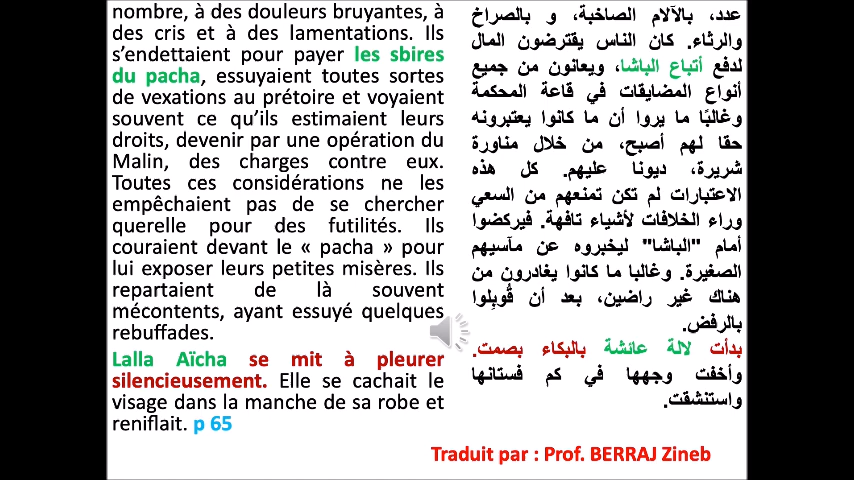 nombre, à des douleurs bruyantes, à
des cris et à des lamentations. Ils
s’endettaient pour payer les sbires
du pacha, essuyaient toutes sortes
de vexations au prétoire et voyaient
souvent ce qu’ils estimaient leurs
droits, devenir par une opération du
Malin, des charges contre eux.
Toutes ces considérations ne les
empêchaient pas de se chercher
querelle pour des futilités. Ils
couraient devant le « pacha » pour
lui exposer leurs petites misères. Ils
repartaient de là souvent
mécontents, ayant essuyé quelques
rebuffades.
Lalla Aïcha se mit à pleurer
silencieusement. Elle se cachait le
visage dans la manche de sa robe et
reniflait. p 65
عدد، بالآلام الصاخبة، و بالصراخ
والرثاء. كان الناس يقترضون المال
لدفع أتباع الباشا، ويعانون من جميع
أنواع المضايقات في قاعة المحكمة
وغالبًا ما يروا أن ما كانوا يعتبرونه
حقا لهم أصبح، من خلال مناورة
شريرة، ديونا عليهم. كل هذه
الاعتبارات لم تكن تمنعهم من السعي
وراء الخلافات لأشياء تافهة. فيركضوا
أمام "الباشا" ليخبروه عن مآسيهم
الصغيرة. وغالبا ما كانوا يغادرون من
هناك غير راضين، بعد أن قُوبِلوا
بالرفض.
بدأت لالة عائشة بالبكاء بصمت.
وأخفت وجهها في كم فستانها
واستنشقت.
Traduit par : Prof. BERRAJ Zineb